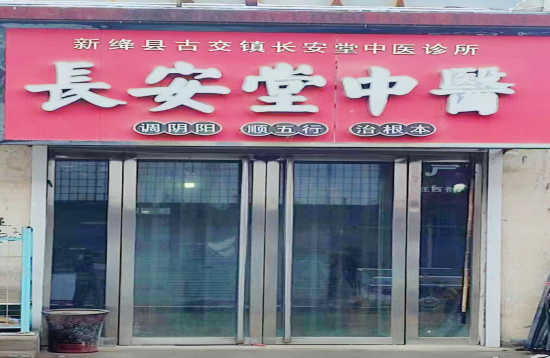 新绛县古交镇长安堂中医诊所
長安堂中醫
调阴阳 顺五行 治根本